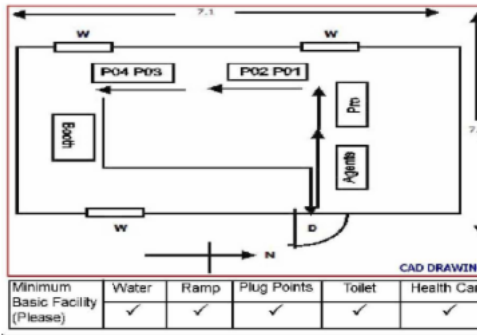 7.1
W W
P04 P03 P02 P01
Pro
Booth
Agents
W D
N
CAD DRAWIN
Minimum Basic Facility (Please) Water Ramp Plug Points Toilet Health Car
✓ ✓ ✓ ✓ ✓